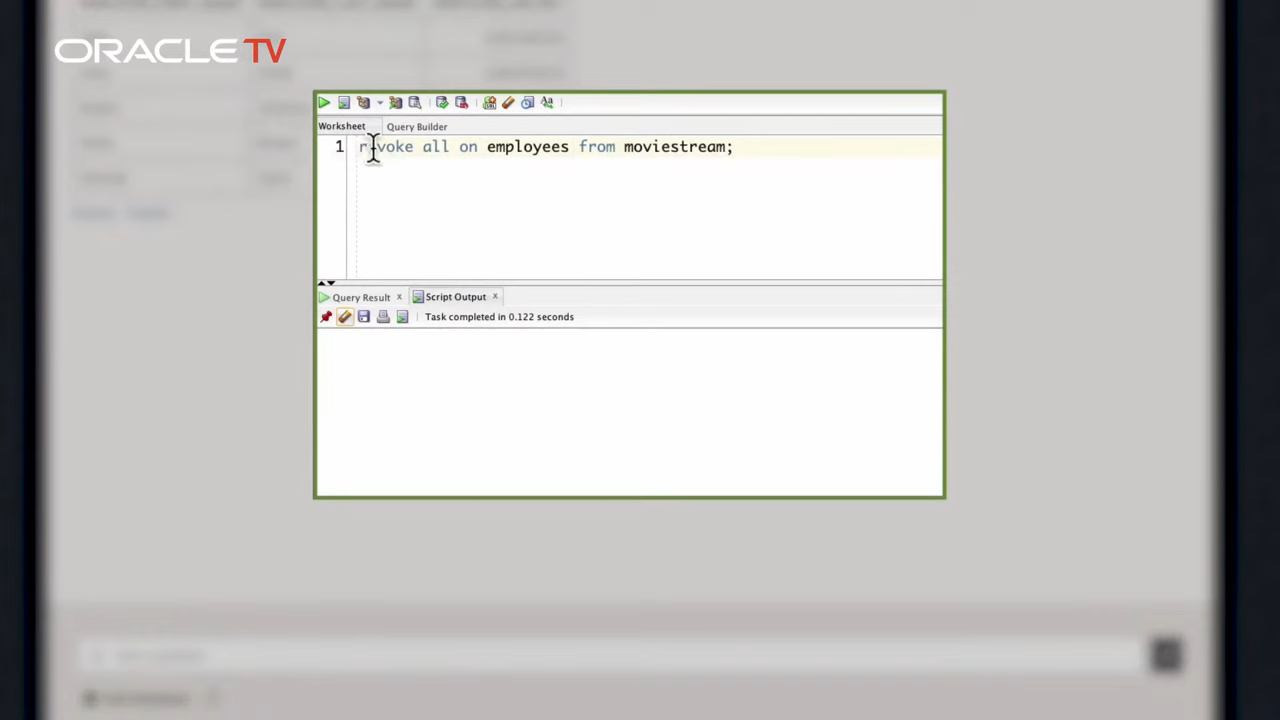 ORACLE TV
Worksheet Query Builder
1 revoke all on employees from moviestream;
Query Result x Script Output x
Task completed in 0.122 seconds